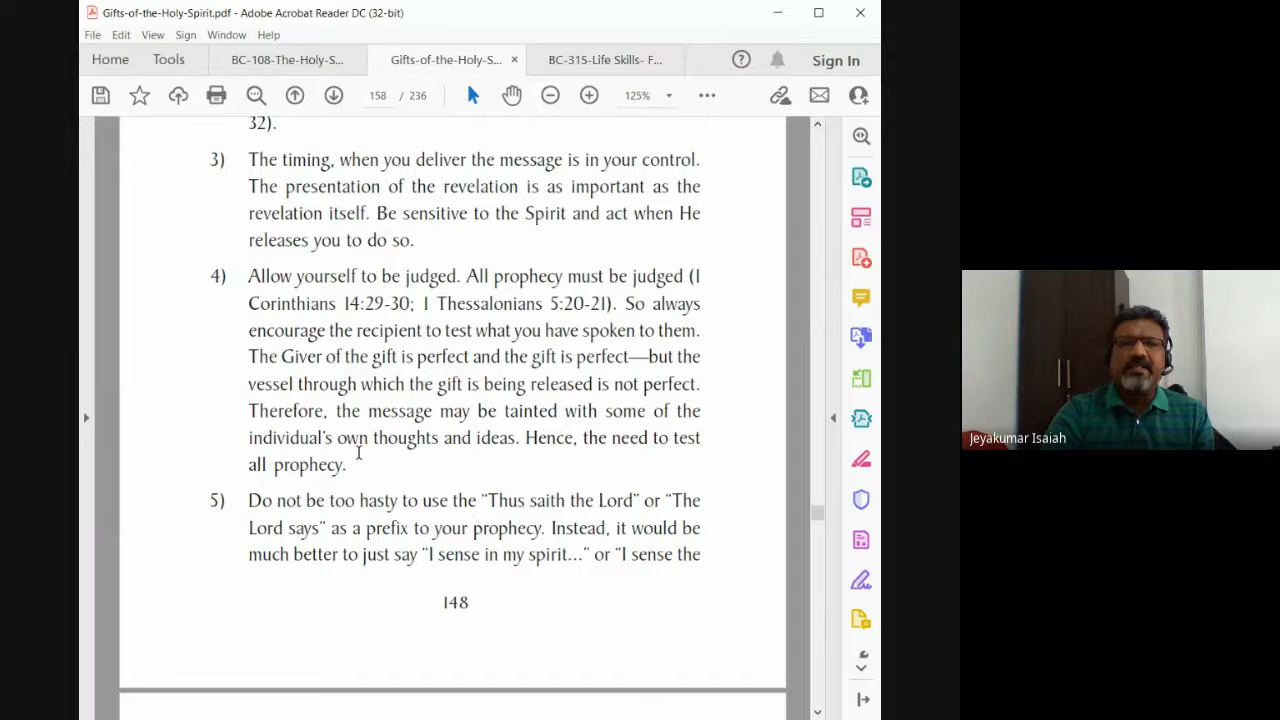 Gifts-of-the-Holy-Spirit.pdf - Adobe Acrobat Reader DC (32-bit)
File Edit View Sign Window Help
Home Tools BC-108-The-Holy-S... Gifts-of-the-Holy-S... × BC-315-Life Skills- F... Sign In
158 / 236 125%
32).
3) The timing, when you deliver the message is in your control.
The presentation of the revelation is as important as the
revelation itself. Be sensitive to the Spirit and act when He
releases you to do so.
4) Allow yourself to be judged. All prophecy must be judged (1
Corinthians 14:29-30; 1 Thessalonians 5:20-21). So always
encourage the recipient to test what you have spoken to them.
The Giver of the gift is perfect and the gift is perfect—but the
vessel through which the gift is being released is not perfect.
Therefore, the message may be tainted with some of the
individual's own thoughts and ideas. Hence, the need to test
all prophecy.
5) Do not be too hasty to use the “Thus saith the Lord” or “The
Lord says” as a prefix to your prophecy. Instead, it would be
much better to just say “I sense in my spirit...” or “I sense the
148
Jeyakumar Isaiah